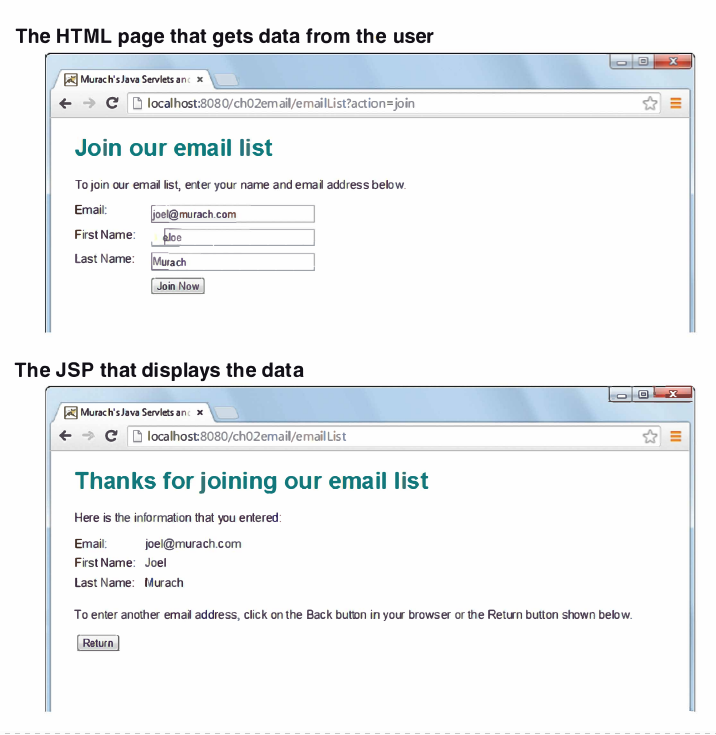 The HTML page that gets data from the user
Murach's Java Servlets an
localhost:8080/ch02email/emailList?action=join
Join our email list
To join our email list, enter your name and email address below.
Email: joel@murach.com
First Name:
Last Name: Murach
Join Now
The JSP that displays the data
Murach's Java Servlets an
localhost:8080/ch02email/emailList
Thanks for joining our email list
Here is the information that you entered:
Email: joel@murach.com
First Name: Joel
Last Name: Murach
To enter another email address, click on the Back button in your browser or the Return button shown below.
Return